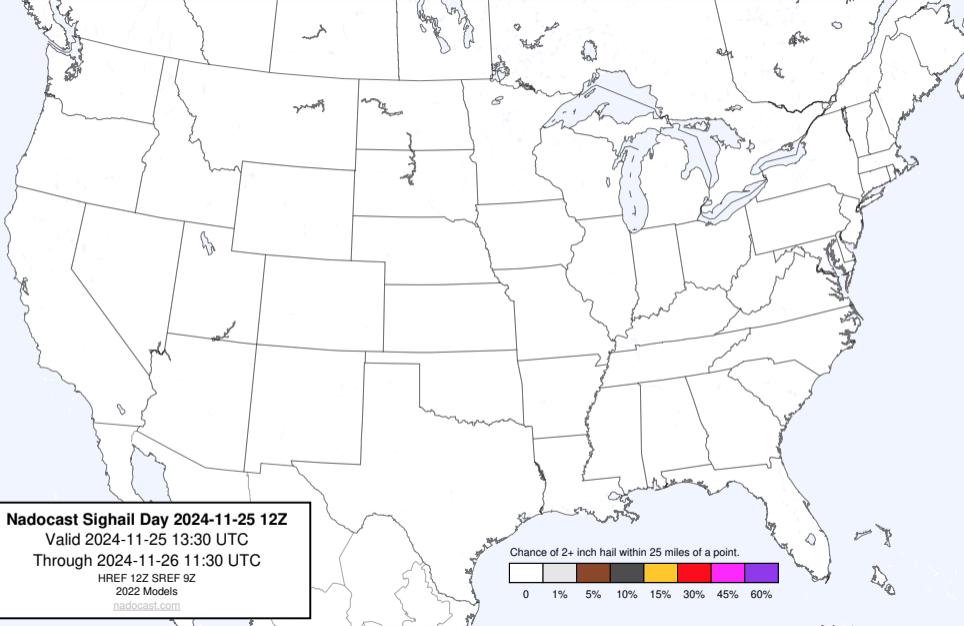 Nadocast Sighail Day 2024-11-25 12Z
Valid 2024-11-25 13:30 UTC
Through 2024-11-26 11:30 UTC
HREF 12Z SREF 9Z
2022 Models
nadocast.com
Chance of 2+ inch hail within 25 miles of a point.
0 1% 5% 10% 15% 30% 45% 60%